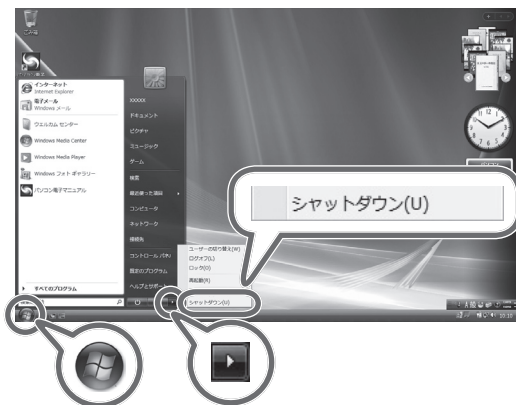 インターネット
Internet Explorer
電子メール
Windows メール
ウェルカム センター
Windows Media Center
Windows Media Player
Windows フォト ギャラリー
パソコン電子マニュアル
すべてのプログラム
XXXXX
ドキュメント
ピクチャ
ミュージック
ゲーム
検索
最近使った項目
コンピュータ
ネットワーク
接続先
コントロール パネル
既定のプログラム
ヘルプとサポート
ユーザーの切り替え(W)
ログオフ(L)
ロック(O)
再起動(R)
シャットダウン(U)
シャットダウン(U)
10:10